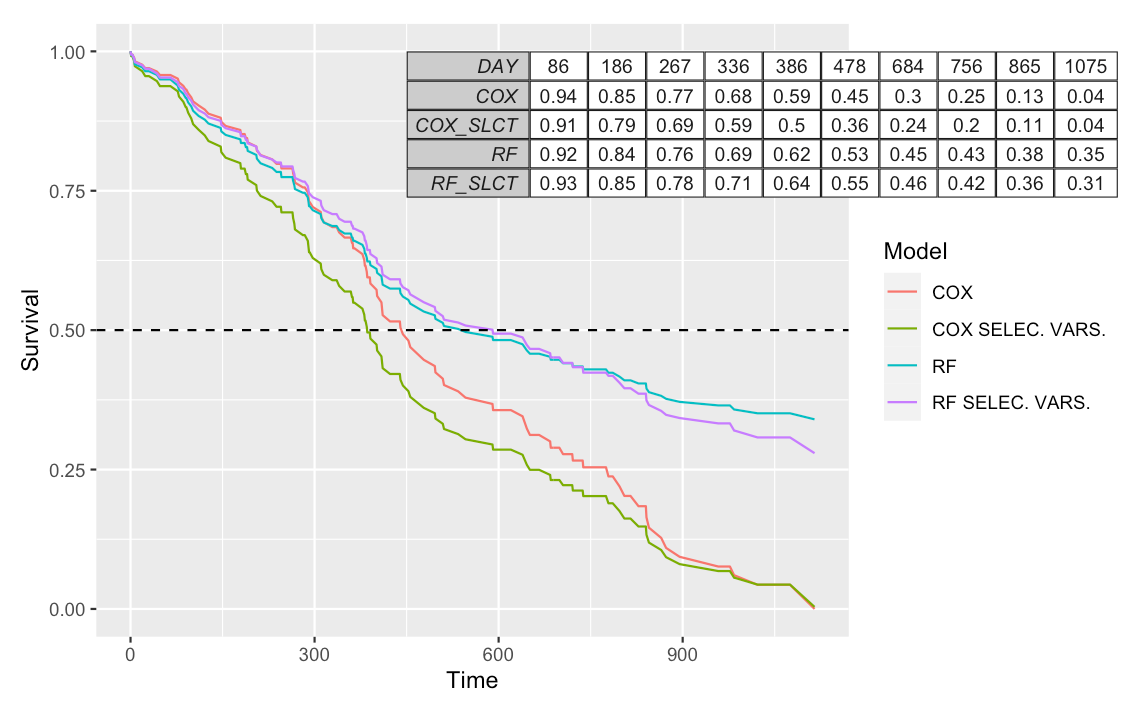 1.00
0.75
0.50
0.25
0.00
Survival
DAY 86 186 267 336 386 478 684 756 865 1075
COX 0.94 0.85 0.77 0.68 0.59 0.45 0.3 0.25 0.13 0.04
COX_SLCT 0.91 0.79 0.69 0.59 0.5 0.36 0.24 0.2 0.11 0.04
RF 0.92 0.84 0.76 0.69 0.62 0.53 0.45 0.43 0.38 0.35
RF_SLCT 0.93 0.85 0.78 0.71 0.64 0.55 0.46 0.42 0.36 0.31
Model
COX
COX SELEC. VARS.
RF
RF SELEC. VARS.
0 300 600 900
Time